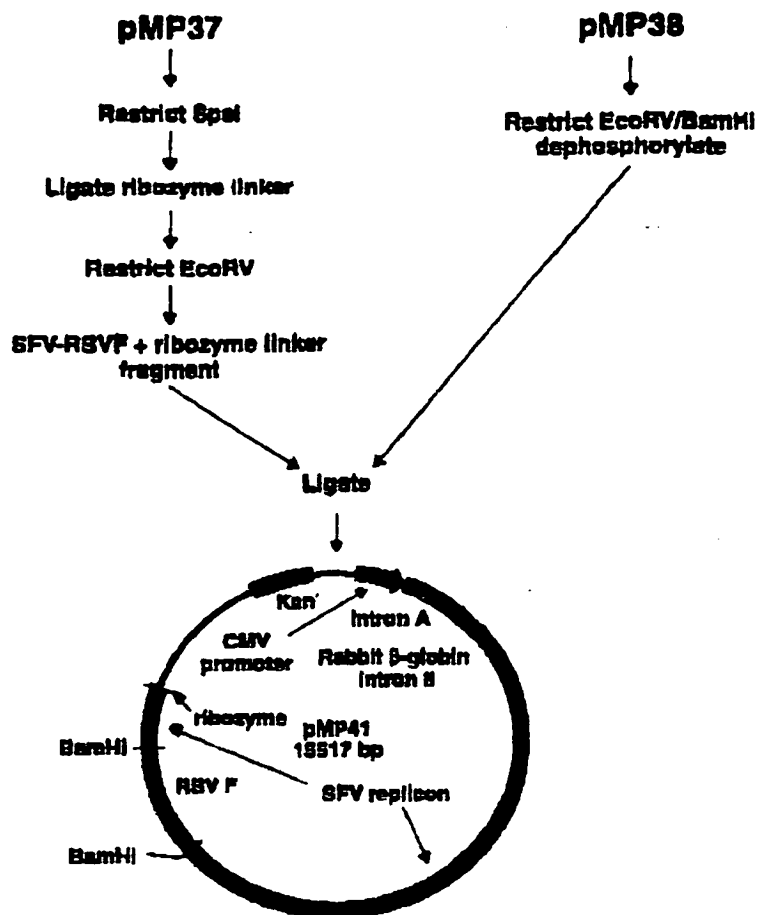 pMP37
Restrict SpeI
Ligate ribozyme linker
Restrict EcoRV
SFV-RSVF + ribozyme linker
fragment
pMP38
Restrict EcoRV/BamHI
dephosphorylate
Ligate
Kanr
Intron A
CMV
promoter
Rabbit β-globin
Intron II
ribozyme
pMP41
BamHI
RSV F
SFV replicon
BamHI